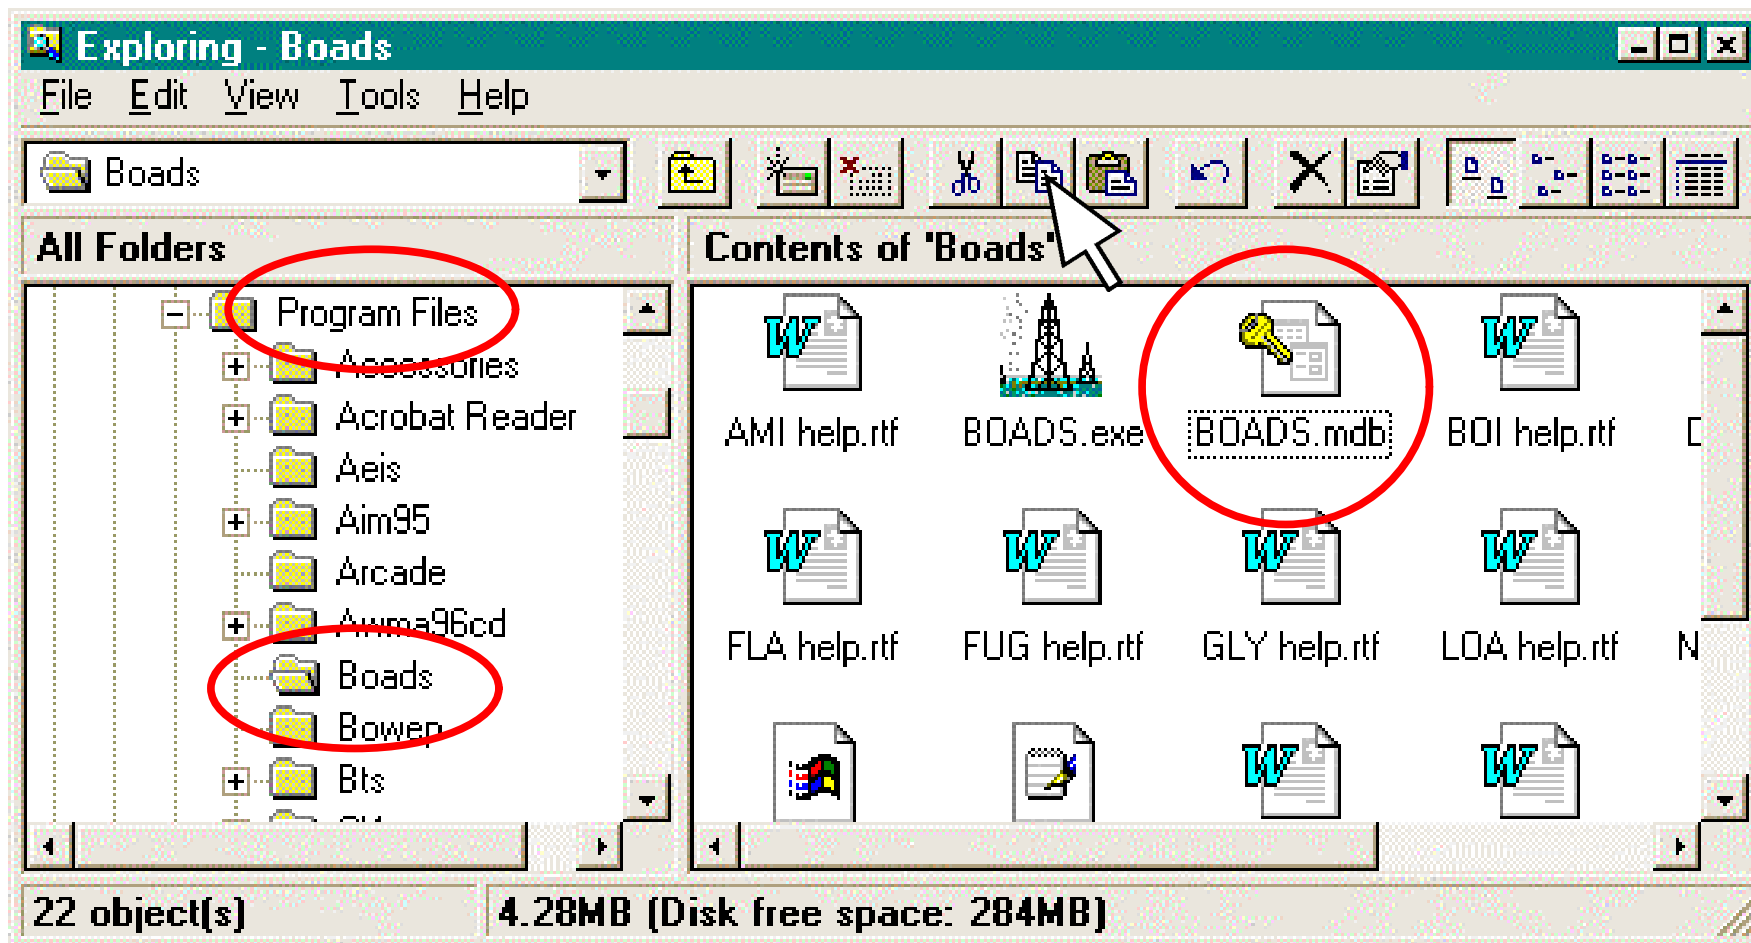 Exploring - Boads
File Edit View Tools Help
Boads
All Folders
Contents of 'Boads'
Program Files
Accessories
Acrobat Reader
Aeis
Aim95
Arcade
Awma96cd
Boads
Bowen
Bts
AMI help.rtf BOADS.exe BOADS.mdb BOI help.rtf
FLA help.rtf FUG help.rtf GLY help.rtf LOA help.rtf N
22 object(s)
4.28MB (Disk free space: 284MB)